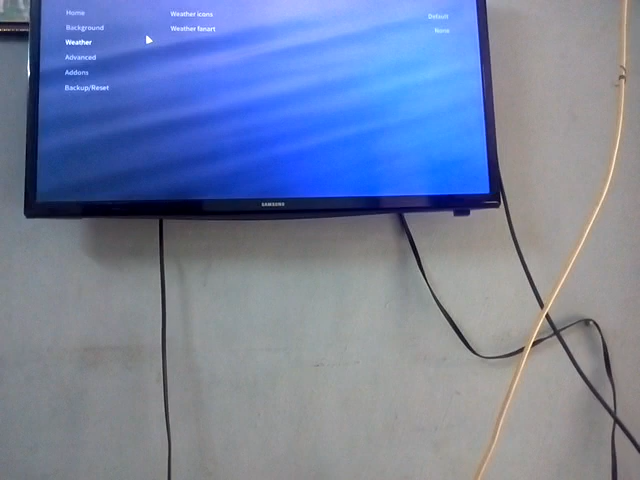 Home
Background
Weather
Advanced
Addons
Backup/Reset
Weather icons
Default
Weather fanart
None
SAMSUNG